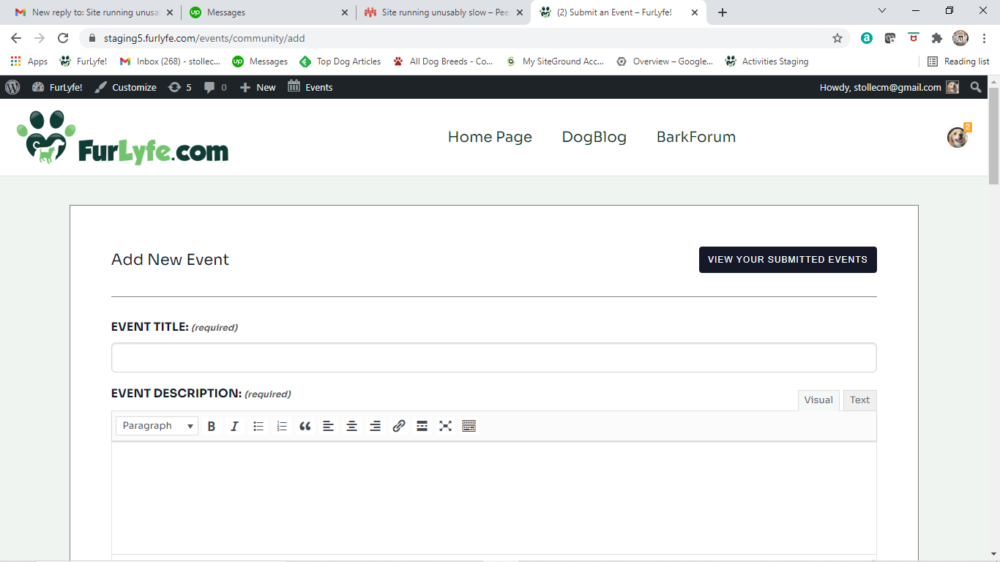 New reply to: Site running unusa
Messages
Site running unusably slow – Pee
(2) Submit an Event – FurLyfe!
staging5.furlyfe.com/events/community/add
Apps
FurLyfe!
Inbox (268) - stollec...
Messages
Top Dog Articles
All Dog Breeds - Co...
My SiteGround Acc...
Overview – Google...
Activities Staging
Reading list
FurLyfe!
Customize
5
0
New
Events
Howdy, stollecm@gmail.com
FurLyfe.com
Home Page
DogBlog
BarkForum
2
Add New Event
VIEW YOUR SUBMITTED EVENTS
EVENT TITLE: (required)
EVENT DESCRIPTION: (required)
Visual
Text
Paragraph
B
I